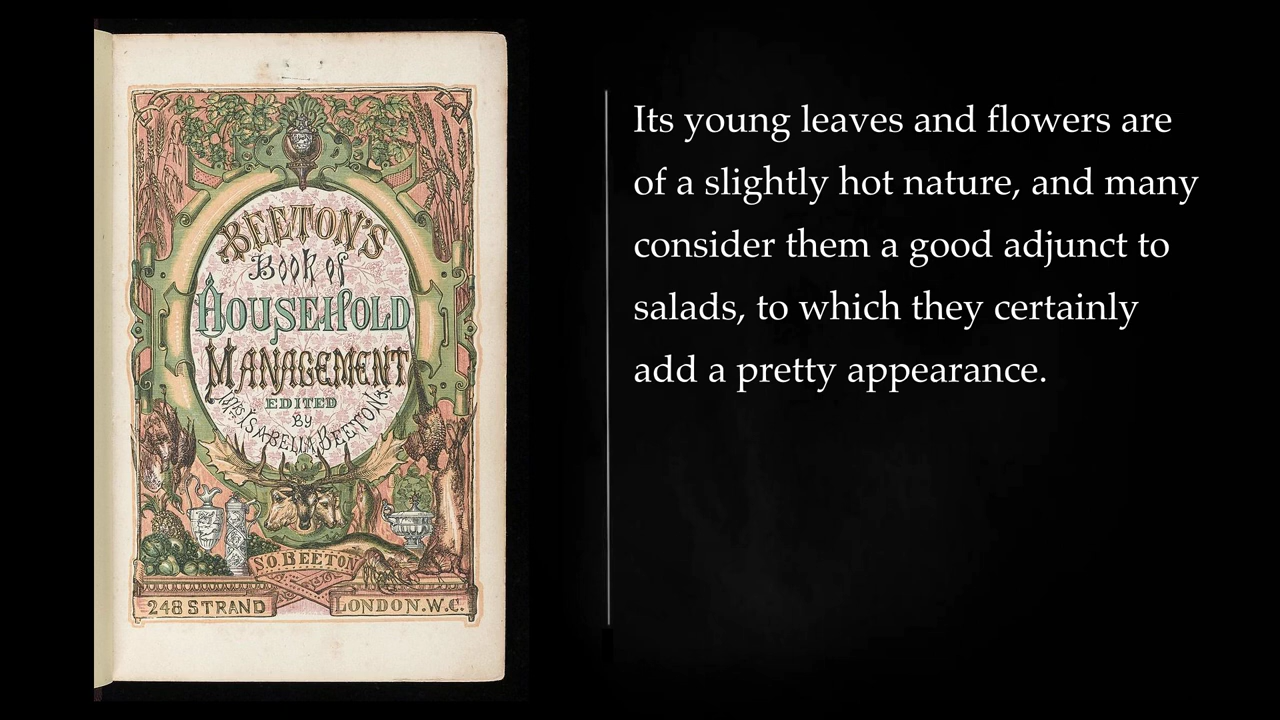 BEETON'S
Book of
HOUSEHOLD
MANAGEMENT
EDITED
BY
MRS ISABELLA BEETON
S.O. BEETON
248 STRAND
LONDON. W.C.
Its young leaves and flowers are
of a slightly hot nature, and many
consider them a good adjunct to
salads, to which they certainly
add a pretty appearance.